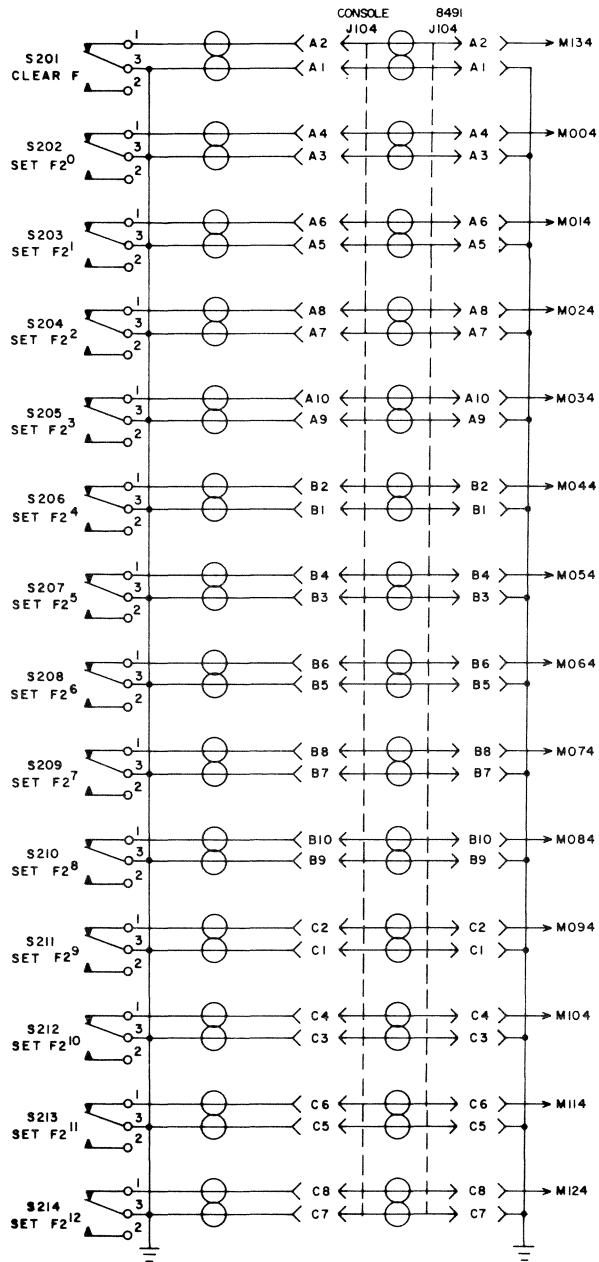 CONSOLE 8491
J104 J104
S201 CLEAR F 1 3 2 A2 A2 M134
A1 A1
S202 SET F2⁰ 1 3 2 A4 A4 M004
A3 A3
S203 SET F2¹ 1 3 2 A6 A6 M014
A5 A5
S204 SET F2² 1 3 2 A8 A8 M024
A7 A7
S205 SET F2³ 1 3 2 A10 A10 M034
A9 A9
S206 SET F2⁴ 1 3 2 B2 B2 M044
B1 B1
S207 SET F2⁵ 1 3 2 B4 B4 M054
B3 B3
S208 SET F2⁶ 1 3 2 B6 B6 M064
B5 B5
S209 SET F2⁷ 1 3 2 B8 B8 M074
B7 B7
S210 SET F2⁸ 1 3 2 B10 B10 M084
B9 B9
S211 SET F2⁹ 1 3 2 C2 C2 M094
C1 C1
S212 SET F2¹⁰ 1 3 2 C4 C4 M104
C3 C3
S213 SET F2¹¹ 1 3 2 C6 C6 M114
C5 C5
S214 SET F2¹² 1 3 2 C8 C8 M124
C7 C7